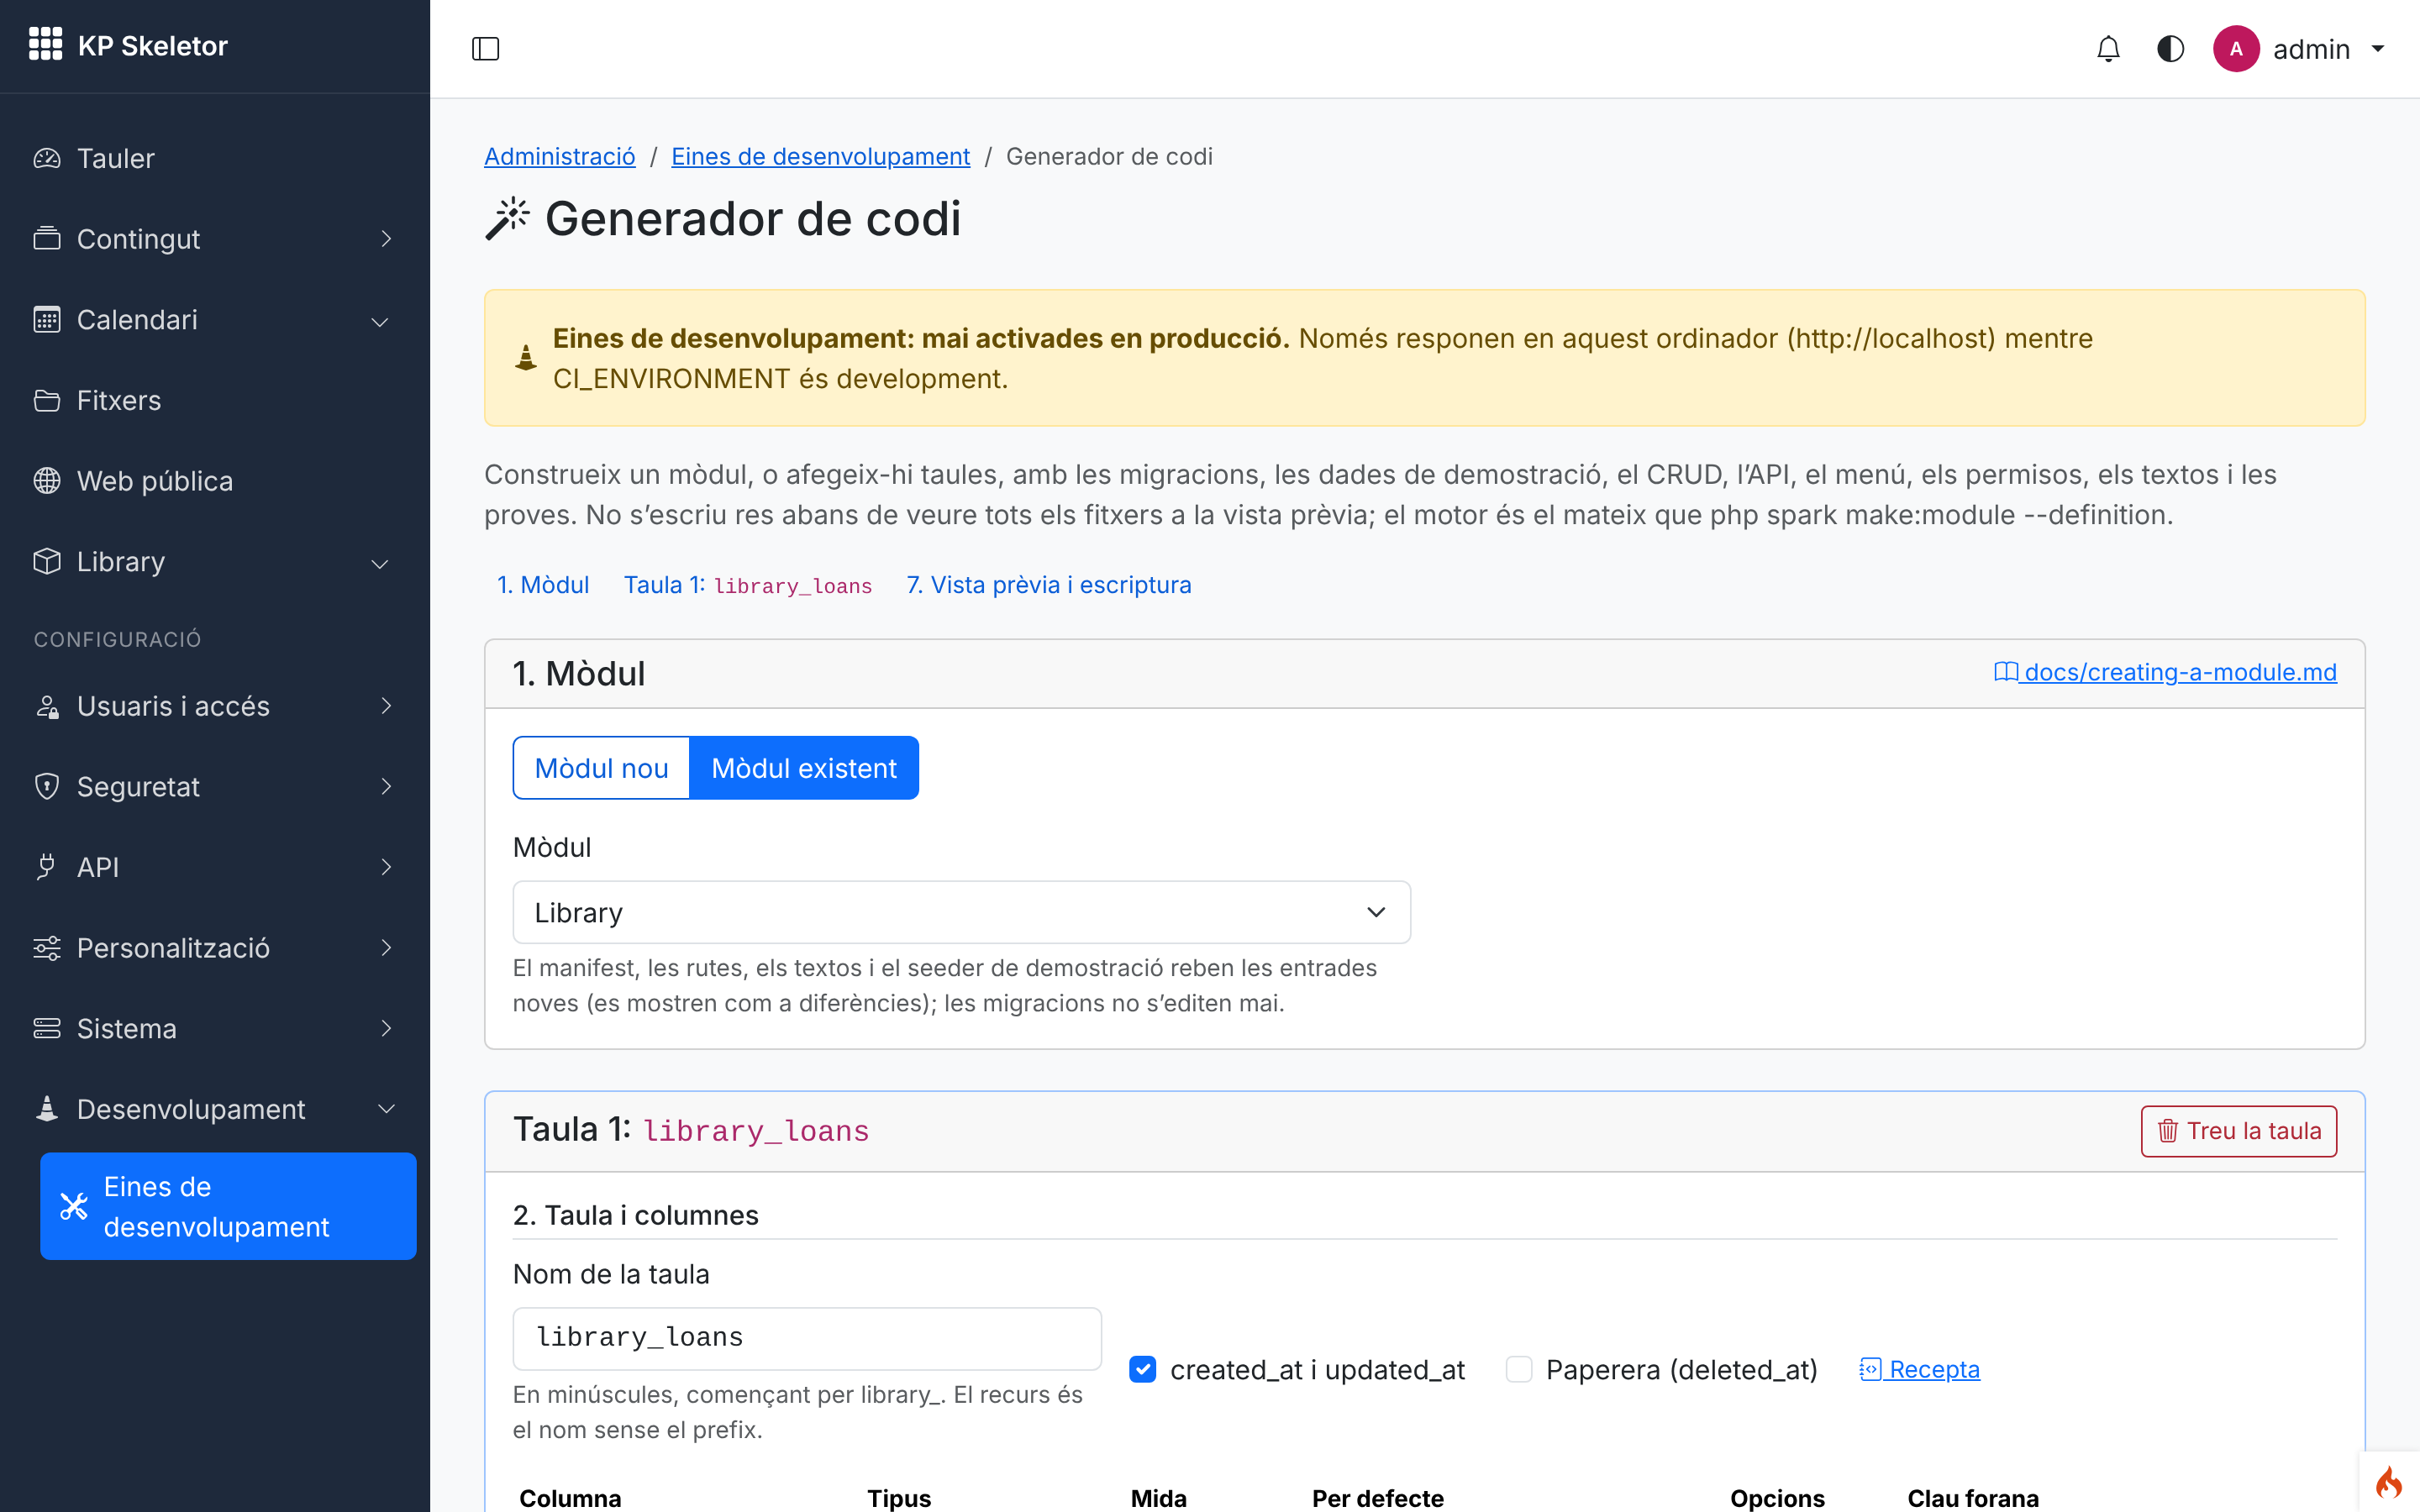 KP Skeletor
A
admin
Tauler
Contingut
Calendari
Fitxers
Web pública
Library
CONFIGURACIÓ
Usuaris i accés
Seguretat
API
Personalització
Sistema
Desenvolupament
Eines de
desenvolupament
Administració / Eines de desenvolupament / Generador de codi
Generador de codi
Eines de desenvolupament: mai activades en producció. Només responen en aquest ordinador (http://localhost) mentre
CI_ENVIRONMENT és development.
Construeix un mòdul, o afegeix-hi taules, amb les migracions, les dades de demostració, el CRUD, l’API, el menú, els permisos, els textos i les
proves. No s’escriu res abans de veure tots els fitxers a la vista prèvia; el motor és el mateix que php spark make:module --definition.
1. Mòdul Taula 1: library_loans 7. Vista prèvia i escriptura
1. Mòdul
docs/creating-a-module.md
Mòdul nou Mòdul existent
Mòdul
Library
El manifest, les rutes, els textos i el seeder de demostració reben les entrades
noves (es mostren com a diferències); les migracions no s’editen mai.
Taula 1: library_loans
Treu la taula
2. Taula i columnes
Nom de la taula
library_loans
created_at i updated_at Paperera (deleted_at) Recepta
En minúscules, començant per library_. El recurs és
el nom sense el prefix.
Columna Tipus Mida Per defecte Opcions Clau forana